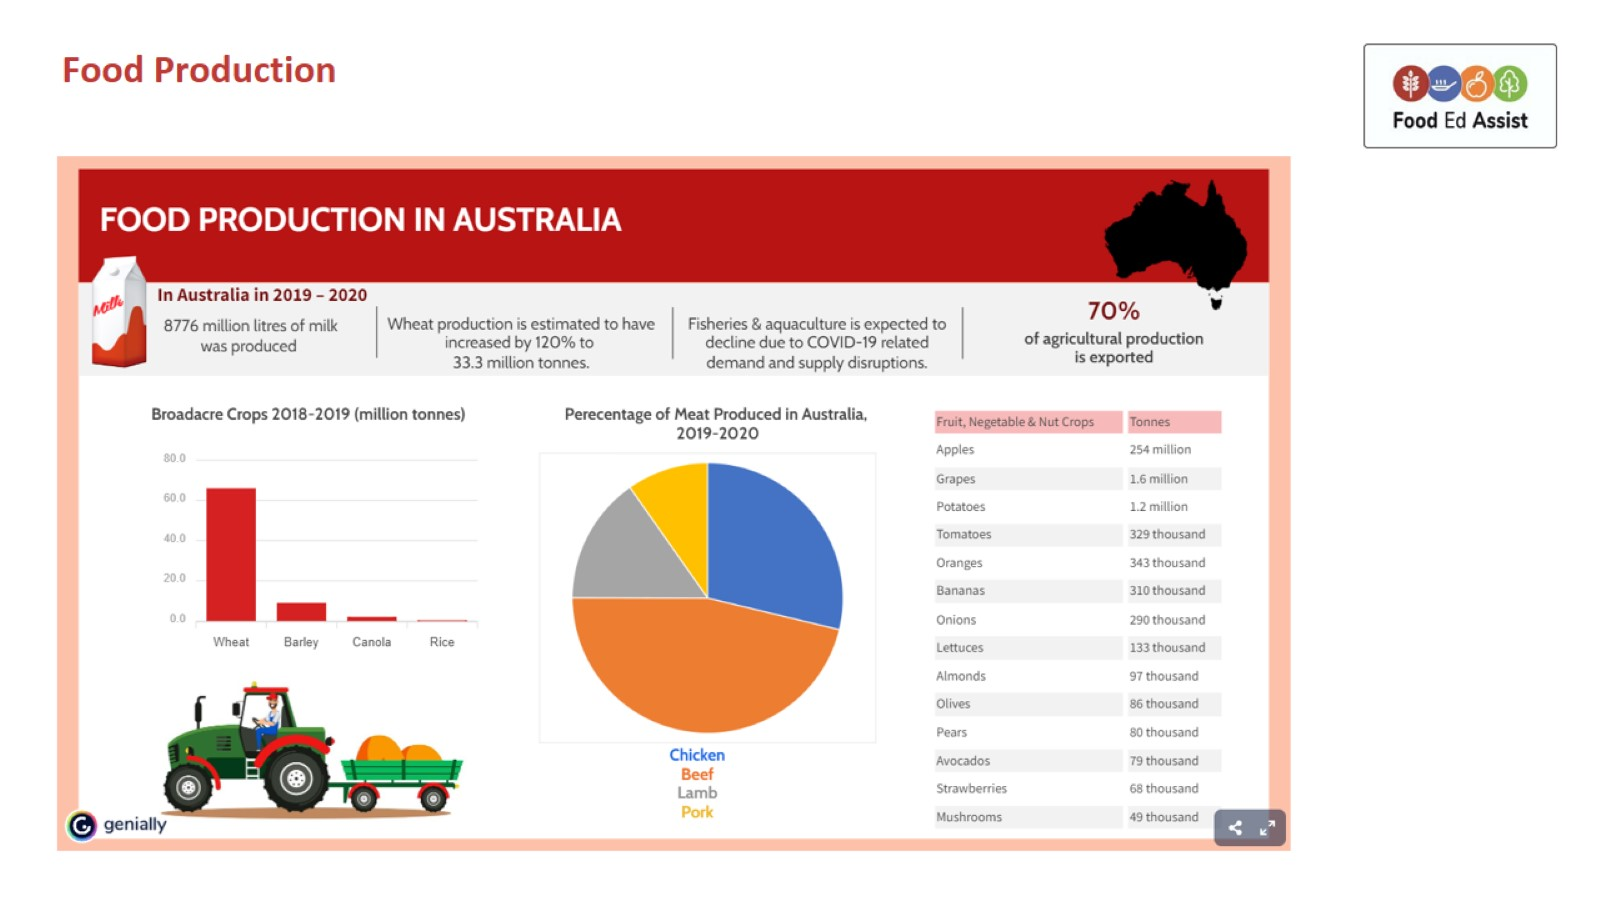 Food Production
Food Ed Assist
FOOD PRODUCTION IN AUSTRALIA
Milk
In Australia in 2019 – 2020
8776 million litres of milk
was produced
Wheat production is estimated to have
increased by 120% to
33.3 million tonnes.
Fisheries & aquaculture is expected to
decline due to COVID-19 related
demand and supply disruptions.
70%
of agricultural production
is exported
Broadacre Crops 2018-2019 (million tonnes)
80.0
60.0
40.0
20.0
0.0
Wheat Barley Canola Rice
Perecentage of Meat Produced in Australia,
2019-2020
Chicken
Beef
Lamb
Pork
Fruit, Negetable & Nut Crops Tonnes
Apples 254 million
Grapes 1.6 million
Potatoes 1.2 million
Tomatoes 329 thousand
Oranges 343 thousand
Bananas 310 thousand
Onions 290 thousand
Lettuces 133 thousand
Almonds 97 thousand
Olives 86 thousand
Pears 80 thousand
Avocados 79 thousand
Strawberries 68 thousand
Mushrooms 49 thousand
genially